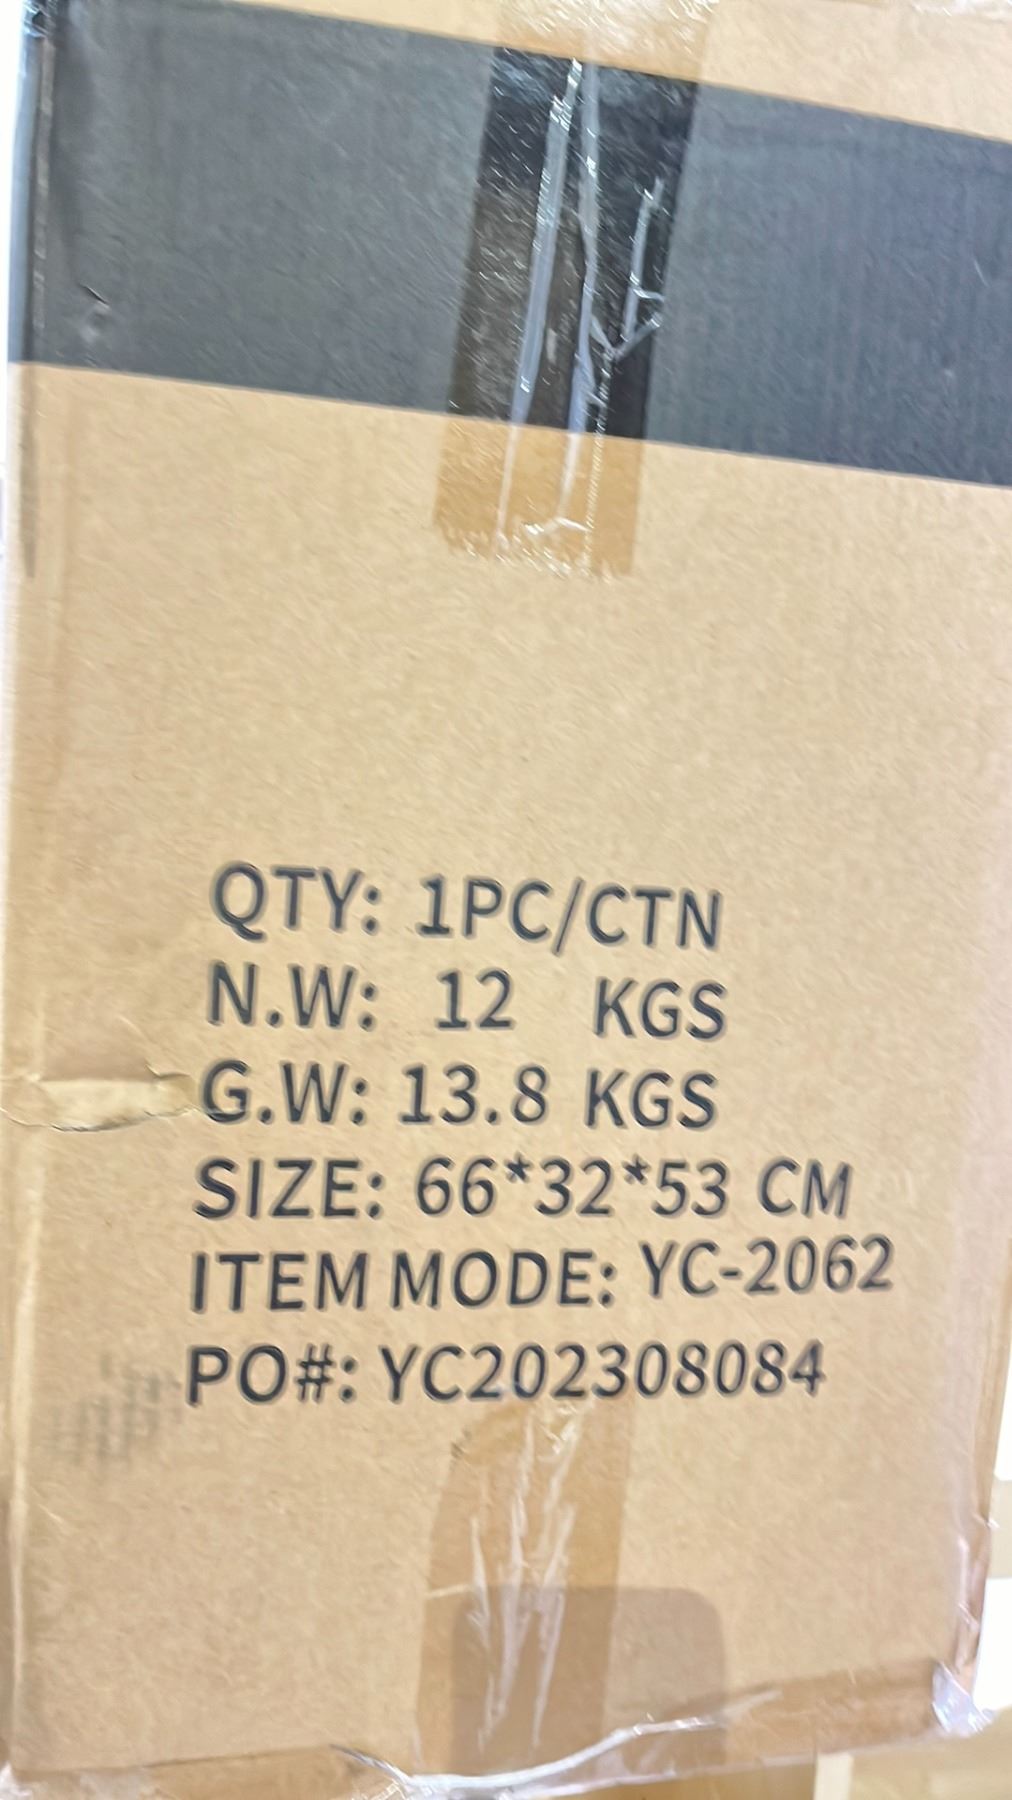 QTY: 1PC/CTN
N.W: 12 KGS
G.W: 13.8 KGS
SIZE: 66*32*53 CM
ITEM MODE: YC-2062
PO#: YC202308084